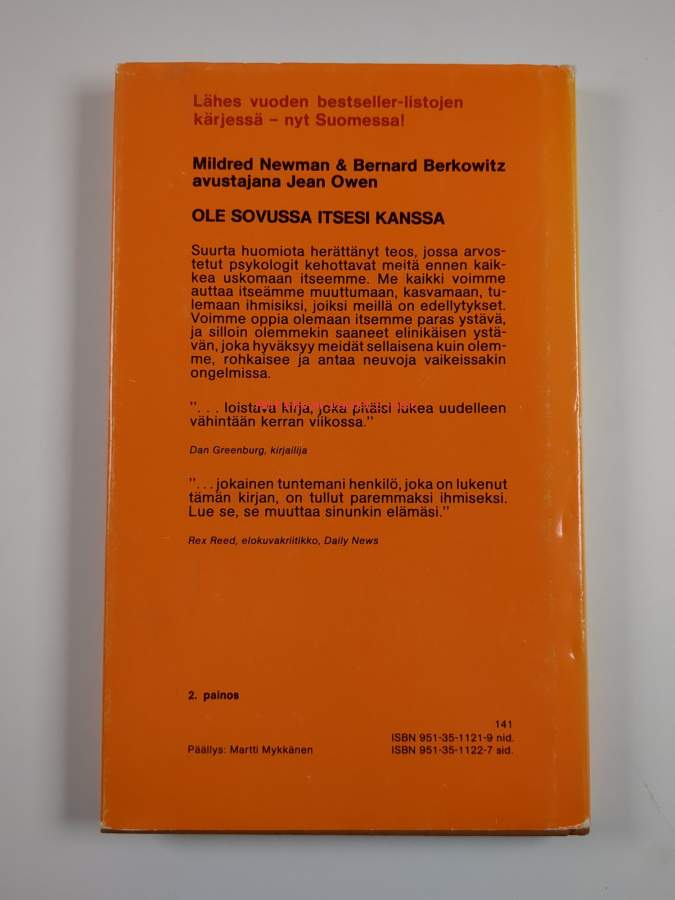 Lähes vuoden bestseller-listojen
kärjessä – nyt Suomessa!
Mildred Newman & Bernard Berkowitz
avustajana Jean Owen
OLE SOVUSSA ITSESI KANSSA
Suurta huomiota herättänyt teos, jossa arvos-
tetut psykologit kehottavat meitä ennen kaik-
kea uskomaan itseemme. Me kaikki voimme
auttaa itseämme muuttumaan, kasvamaan, tu-
lemaan ihmisiksi, joiksi meillä on edellytykset.
Voimme oppia olemaan itsemme paras ystävä,
ja silloin olemmekin saaneet elinikäisen ystä-
vän, joka hyväksyy meidät sellaisena kuin olem-
me, rohkaisee ja antaa neuvoja vaikeissakin
ongelmissa.
"... loistava kirja, joka pitäisi lukea uudelleen
vähintään kerran viikossa."
Dan Greenburg, kirjailija
"... jokainen tuntemani henkilö, joka on lukenut
tämän kirjan, on tullut paremmaksi ihmiseksi.
Lue se, se muuttaa sinunkin elämäsi."
Rex Reed, elokuvakriitikko, Daily News
2. painos
141
ISBN 951-35-1121-9 nid.
Päällys: Martti Mykkänen
ISBN 951-35-1122-7 sid.